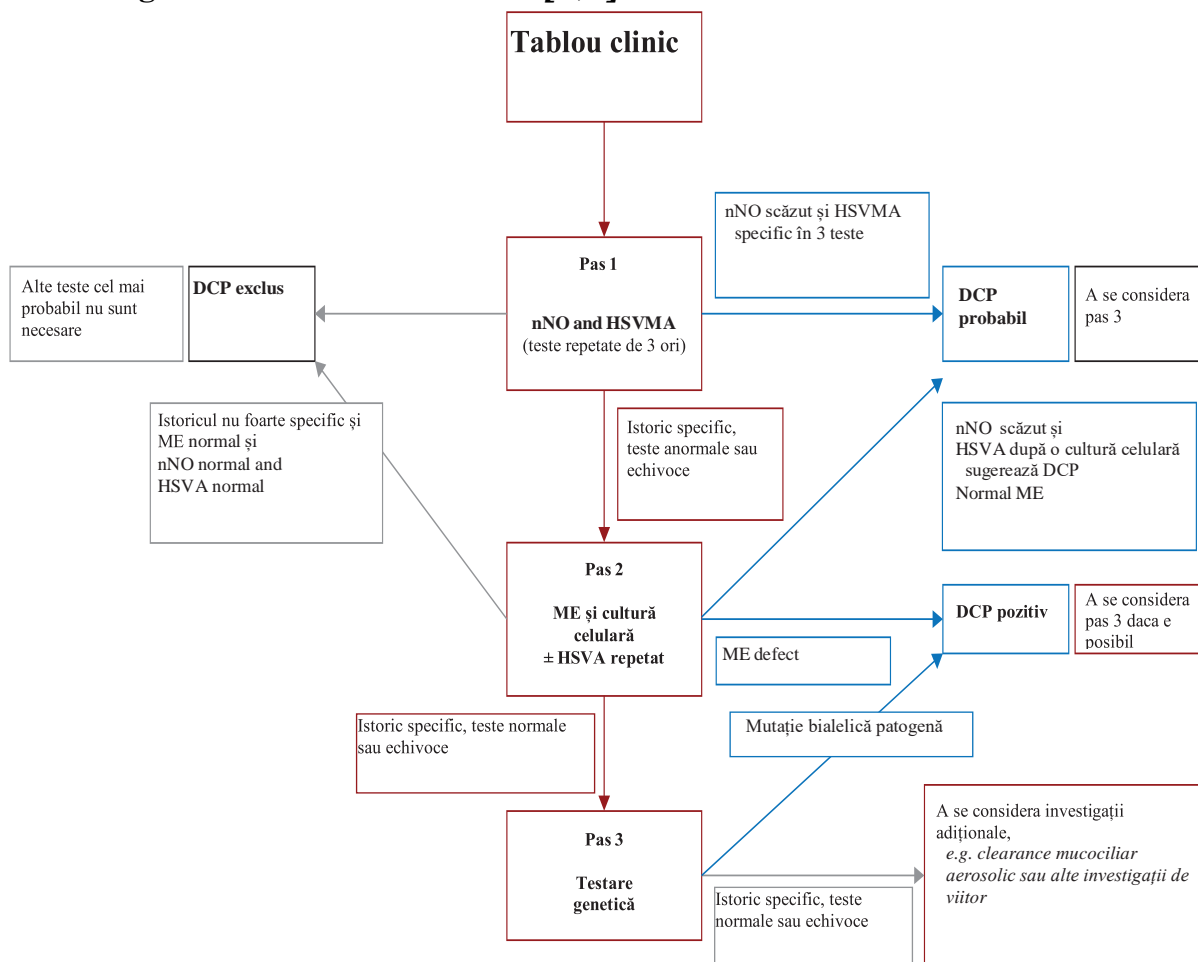 Tablou clinic
nNO scăzut și HSVMA
specific în 3 teste
Pas 1
nNO and HSVMA
(teste repetate de 3 ori)
Alte teste cel mai
probabil nu sunt
necesare
DCP exclus
DCP
probabil
A se considera
pas 3
Istoricul nu foarte specific și
ME normal și
nNO normal and
HSVA normal
Istoric specific,
teste anormale sau
echivoce
nNO scăzut și
HSVA după o cultură celulară
sugerează DCP
Normal ME
Pas 2
ME și cultură
celulară
± HSVA repetat
DCP pozitiv
A se considera
pas 3 daca e
posibil
ME defect
Istoric specific, teste normale
sau echivoce
Mutație bialelică patogenă
Pas 3
Testare
genetică
A se considera investigații
adiționale,
e.g. clearance mucociliar
aerosolic sau alte investigații de
viitor
Istoric specific, teste
normale sau echivoce